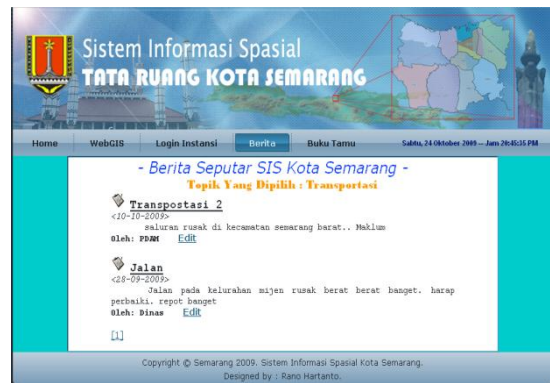 Sistem Informasi Spasial
TATA RUANG KOTA SEMARANG
Home WebGIS Login Instansi Berita Buku Tamu Sabtu, 24 Oktober 2009 -- Jam 20:45:35 PM
- Berita Seputar SIS Kota Semarang -
Topik Yang Dipilih : Transportasi
Transpostasi 2
<10-10-2009>
saluran rusak di kecamatan semarang barat.. Maklum
Oleh: PDAM Edit
Jalan
<28-09-2009>
Jalan pada kelurahan mijen rusak berat berat banget. harap
perbaiki. repot banget
Oleh: Dinas Edit
[1]
Copyright © Semarang 2009. Sistem Informasi Spasial Kota Semarang.
Designed by : Rano Hartanto.